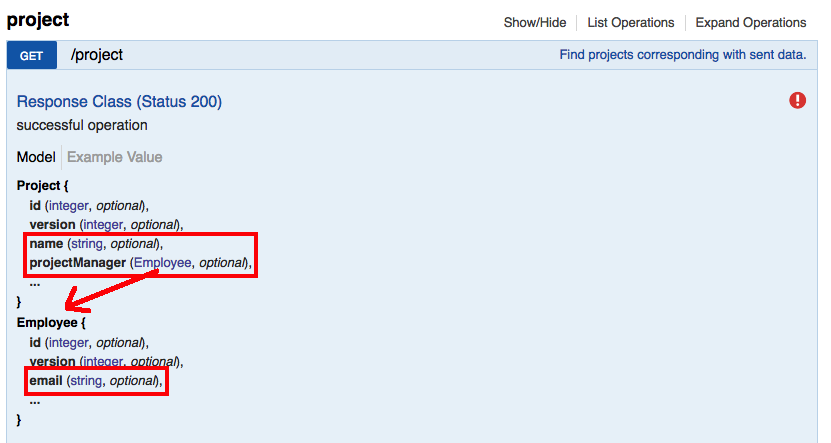 project
Show/Hide List Operations Expand Operations
GET /project Find projects corresponding with sent data.
Response Class (Status 200)
successful operation
Model Example Value
Project {
id (integer, optional),
version (integer, optional),
name (string, optional),
projectManager (Employee, optional),
...
}
Employee {
id (integer, optional),
version (integer, optional),
email (string, optional),
...
}